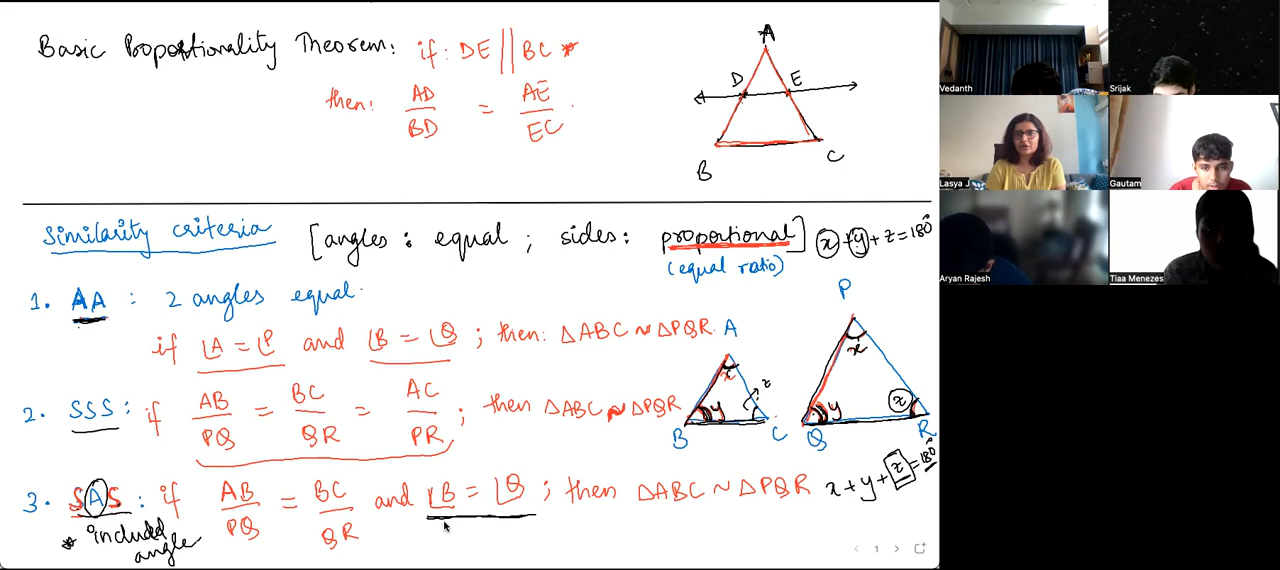 Basic Proportionality Theorem: if: DE || BC *
then: AD/BD = AE/EC.
A
D E
B C
Similarity criteria [angles: equal; sides: proportional] x + y + z = 180°
(equal ratio)
1. AA: 2 angles equal.
if ∠A = ∠P and ∠B = ∠Q; then: ΔABC ~ ΔPQR.
2. SSS: if AB/PQ = BC/QR = AC/PR; then ΔABC ~ ΔPQR
3. SAS: if AB/PQ = BC/QR and ∠B = ∠Q; then ΔABC ~ ΔPQR
* included angle
A
x
y z
B C
P
x
y z
Q R
x + y + z = 180°
1
Vedanth
Srijak
Lasya J
Gautam
Aryan Rajesh
Tiaa Menezes